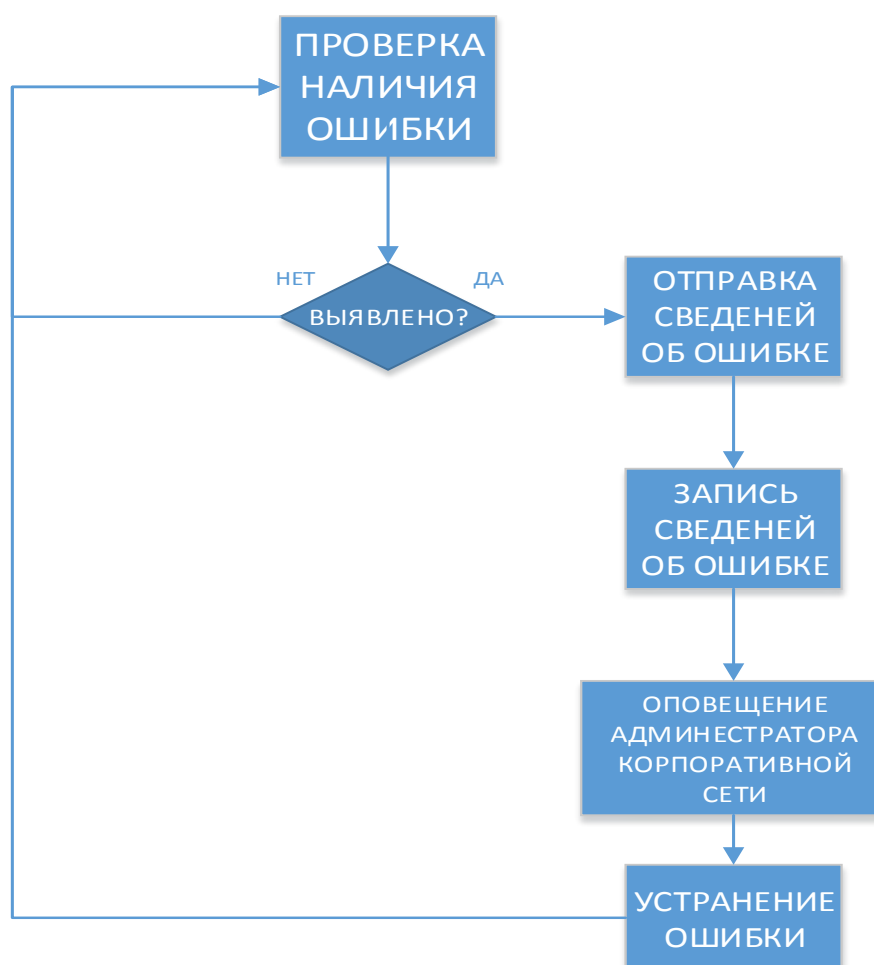 ПРОВЕРКА
НАЛИЧИЯ
ОШИБКИ
НЕТ
ДА
ВЫЯВЛЕНО?
ОТПРАВКА
СВЕДЕНЕЙ
ОБ ОШИБКЕ
ЗАПИСЬ
СВЕДЕНЕЙ
ОБ ОШИБКЕ
ОПОВЕЩЕНИЕ
АДМИНЕСТРАТОРА
КОРПОРАТИВНОЙ
СЕТИ
УСТРАНЕНИЕ
ОШИБКИ